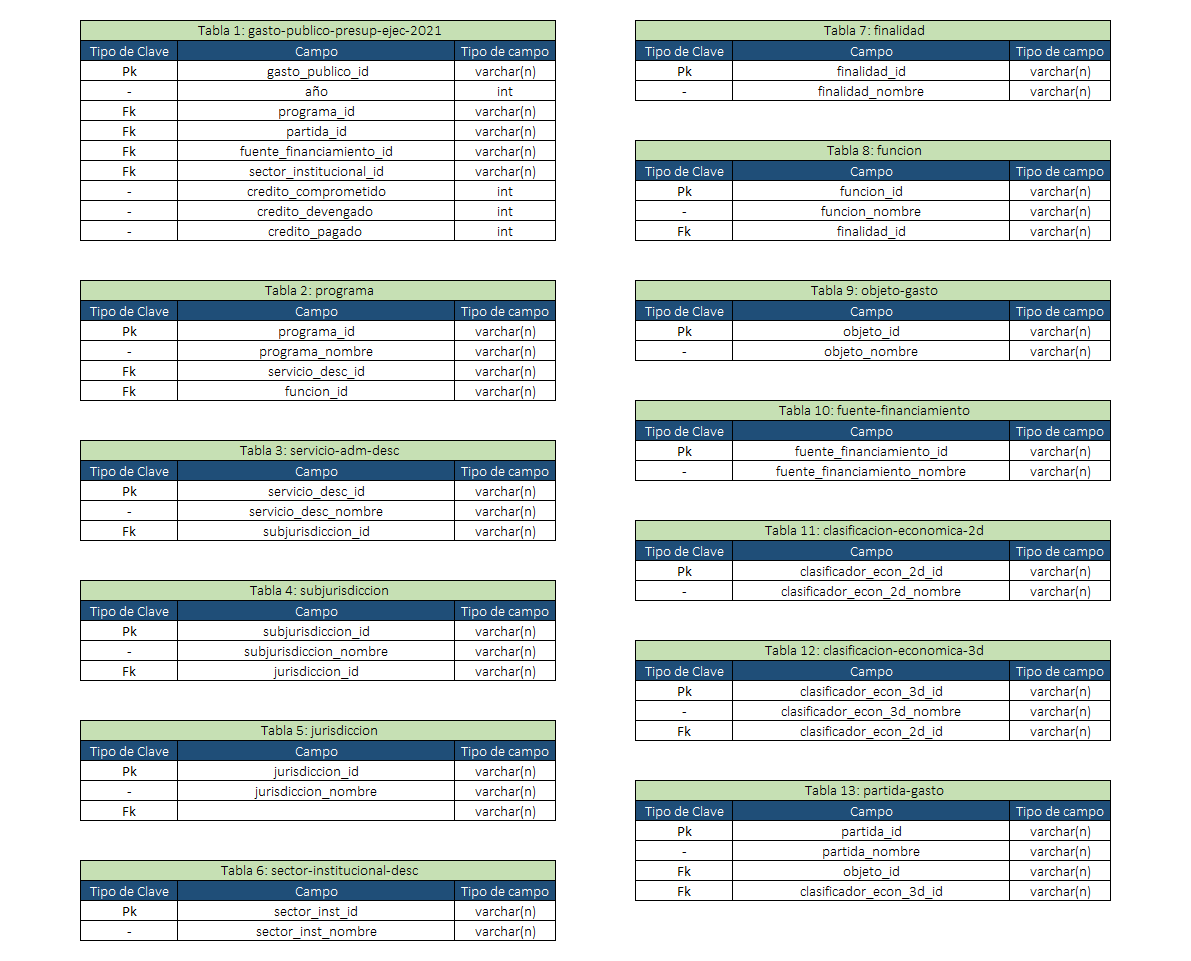 Tabla 1: gasto-publico-presup-ejec-2021
Tipo de Clave Campo Tipo de campo
Pk gasto_publico_id varchar(n)
- año int
Fk programa_id varchar(n)
Fk partida_id varchar(n)
Fk fuente_financiamiento_id varchar(n)
Fk sector_institucional_id varchar(n)
- credito_comprometido int
- credito_devengado int
- credito_pagado int
Tabla 2: programa
Tipo de Clave Campo Tipo de campo
Pk programa_id varchar(n)
- programa_nombre varchar(n)
Fk servicio_desc_id varchar(n)
Fk funcion_id varchar(n)
Tabla 3: servicio-adm-desc
Tipo de Clave Campo Tipo de campo
Pk servicio_desc_id varchar(n)
- servicio_desc_nombre varchar(n)
Fk subjurisdiccion_id varchar(n)
Tabla 4: subjurisdiccion
Tipo de Clave Campo Tipo de campo
Pk subjurisdiccion_id varchar(n)
- subjurisdiccion_nombre varchar(n)
Fk jurisdiccion_id varchar(n)
Tabla 5: jurisdiccion
Tipo de Clave Campo Tipo de campo
Pk jurisdiccion_id varchar(n)
- jurisdiccion_nombre varchar(n)
Fk varchar(n)
Tabla 6: sector-institucional-desc
Tipo de Clave Campo Tipo de campo
Pk sector_inst_id varchar(n)
- sector_inst_nombre varchar(n)
Tabla 7: finalidad
Tipo de Clave Campo Tipo de campo
Pk finalidad_id varchar(n)
- finalidad_nombre varchar(n)
Tabla 8: funcion
Tipo de Clave Campo Tipo de campo
Pk funcion_id varchar(n)
- funcion_nombre varchar(n)
Fk finalidad_id varchar(n)
Tabla 9: objeto-gasto
Tipo de Clave Campo Tipo de campo
Pk objeto_id varchar(n)
- objeto_nombre varchar(n)
Tabla 10: fuente-financiamiento
Tipo de Clave Campo Tipo de campo
Pk fuente_financiamiento_id varchar(n)
- fuente_financiamiento_nombre varchar(n)
Tabla 11: clasificacion-economica-2d
Tipo de Clave Campo Tipo de campo
Pk clasificador_econ_2d_id varchar(n)
- clasificador_econ_2d_nombre varchar(n)
Tabla 12: clasificacion-economica-3d
Tipo de Clave Campo Tipo de campo
Pk clasificador_econ_3d_id varchar(n)
- clasificador_econ_3d_nombre varchar(n)
Fk clasificador_econ_2d_id varchar(n)
Tabla 13: partida-gasto
Tipo de Clave Campo Tipo de campo
Pk partida_id varchar(n)
- partida_nombre varchar(n)
Fk objeto_id varchar(n)
Fk clasificador_econ_3d_id varchar(n)